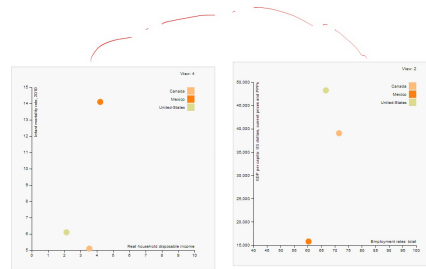 View: 4
Canada
Mexico
United-States
Infant mortality rate, 2010
15
14
13
12
11
10
9
8
7
6
5
Real household disposable income
0 1 2 3 4 5 6 7 8 9 10
View: 2
Canada
Mexico
United-States
GDP per capita, US dollars, current prices and PPPs
50,000
45,000
40,000
35,000
30,000
25,000
20,000
15,000
10,000
Employment rates: total
40 45 50 55 60 65 70 75 80 85 90 95 100